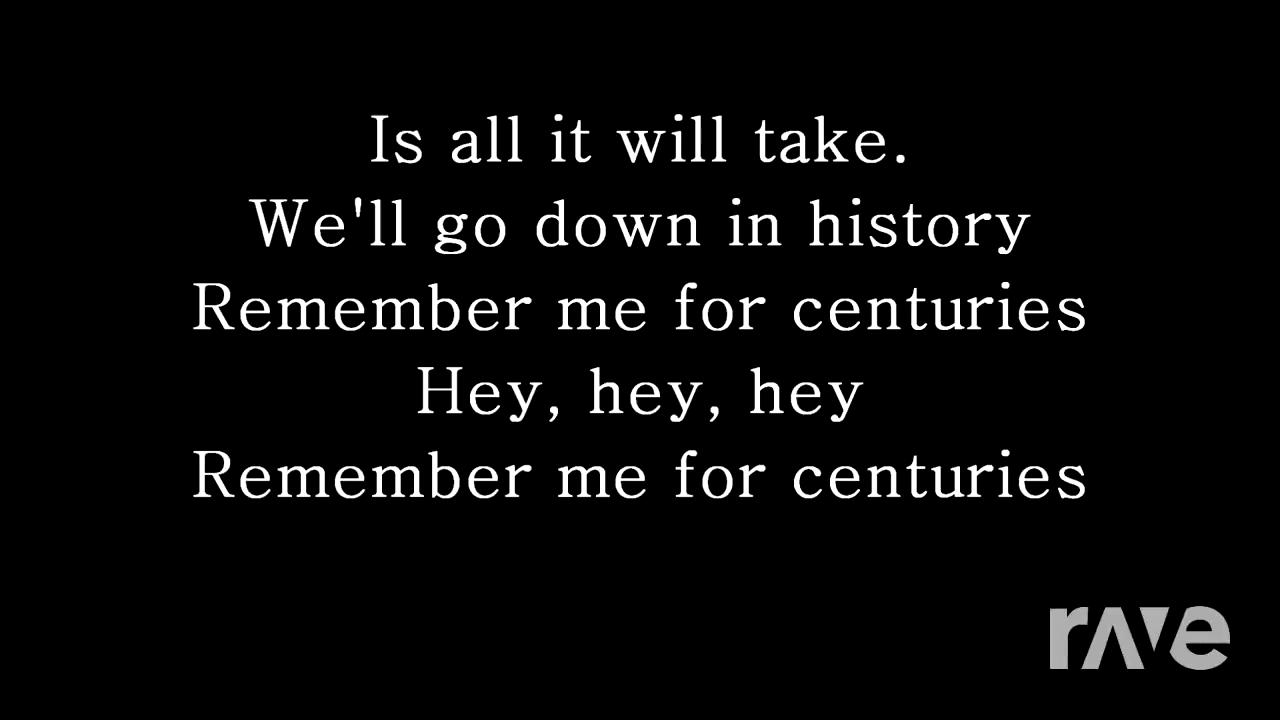 Is all it will take.
We'll go down in history
Remember me for centuries
Hey, hey, hey
Remember me for centuries
rave